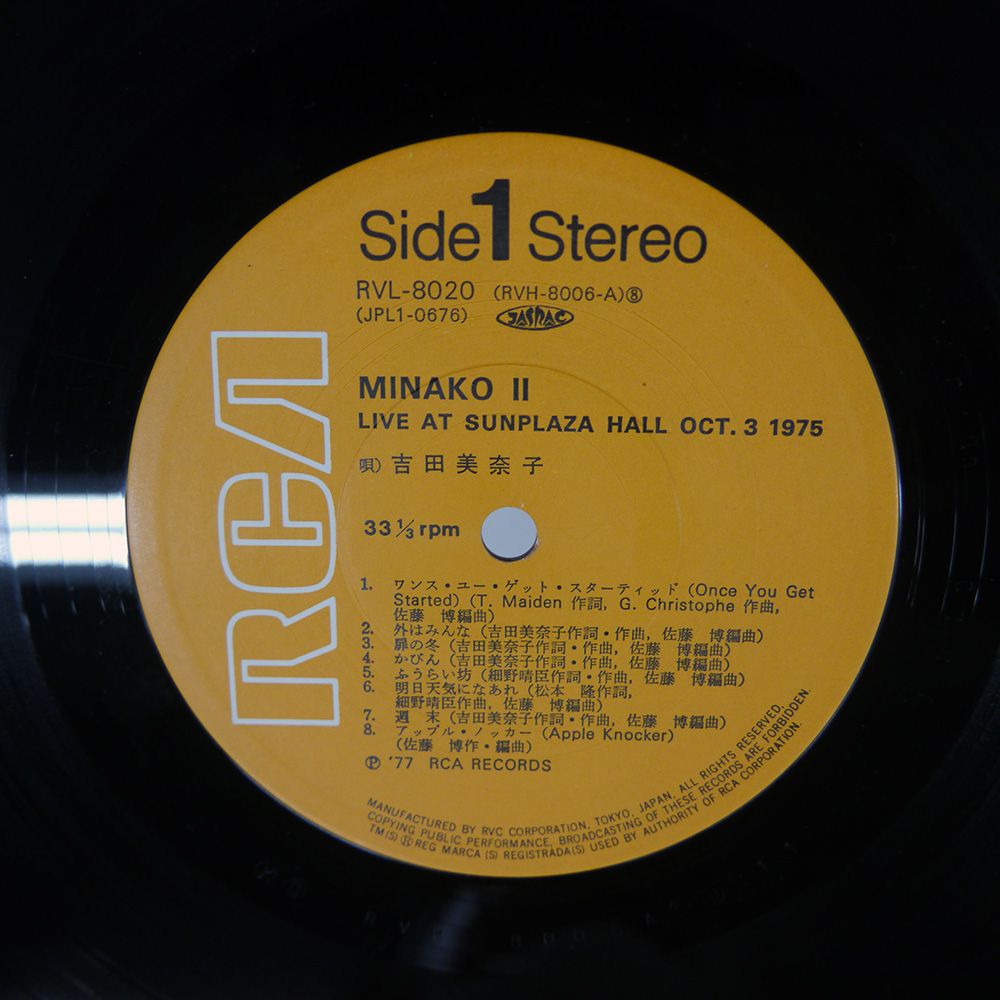 Side 1 Stereo
RVL-8020 (RVH-8006-A)⑧
(JPL1-0676) JASRAC
RCA
MINAKO II
LIVE AT SUNPLAZA HALL OCT. 3 1975
唄) 吉田美奈子
33 1/3 rpm
1. ワンス・ユー・ゲット・スターティッド (Once You Get
Started) (T. Maiden 作詞, G. Christophe 作曲,
佐藤 博編曲)
2. 外はみんな (吉田美奈子作詞・作曲, 佐藤 博編曲)
3. 扉の冬 (吉田美奈子作詞・作曲, 佐藤 博編曲)
4. かびん (吉田美奈子作詞・作曲, 佐藤 博編曲)
5. ふうらい坊 (細野晴臣作詞・作曲, 佐藤 博編曲)
6. 明日天気になあれ (松本 隆作詞,
細野晴臣作曲, 佐藤 博編曲)
7. 週 末 (吉田美奈子作詞・作曲, 佐藤 博編曲)
8. アップル・ノッカー (Apple Knocker)
(佐藤 博作・編曲)
Ⓟ '77 RCA RECORDS
MANUFACTURED BY RVC CORPORATION, TOKYO, JAPAN, ALL RIGHTS RESERVED,
COPYING PUBLIC PERFORMANCE, BROADCASTING OF THESE RECORDS ARE FORBIDDEN.
TM(S) ® REG MARCA (S) REGISTRADA(S) USED BY AUTHORITY OF RCA CORPORATION.